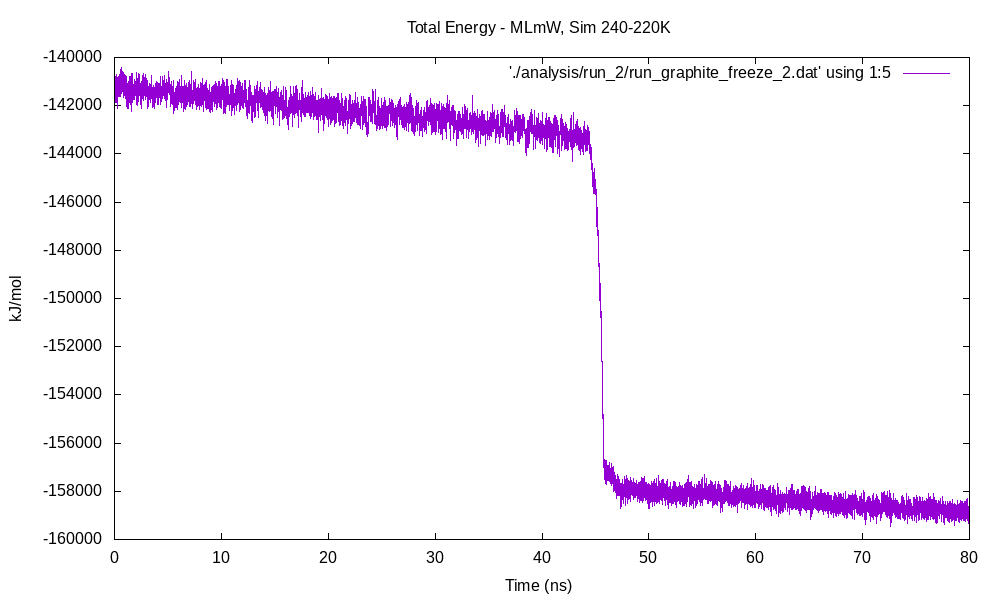 Total Energy - MLmW, Sim 240-220K
'./analysis/run_2/run_graphite_freeze_2.dat' using 1:5
-140000
-142000
-144000
-146000
-148000
-150000
-152000
-154000
-156000
-158000
-160000
kJ/mol
0 10 20 30 40 50 60 70 80
Time (ns)